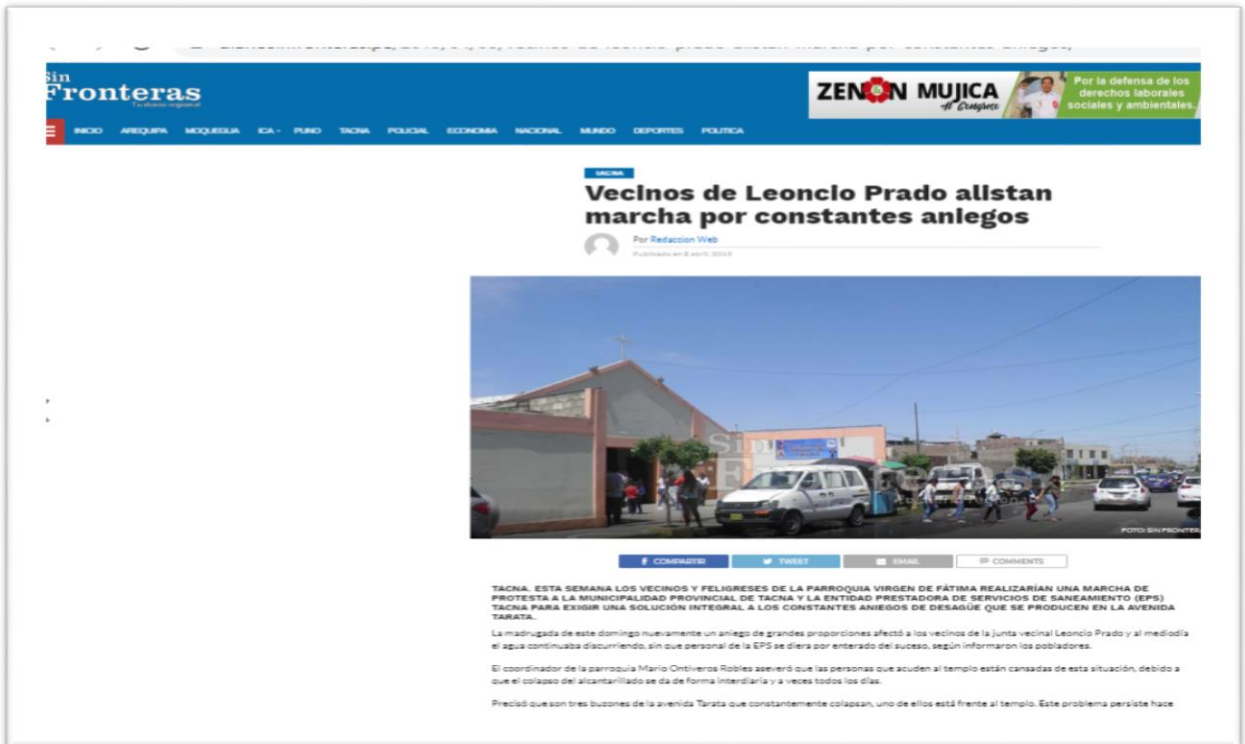 Sin
Fronteras
Tu diario regional
ZENÓN MUJICA
Al Congreso
Por la defensa de los
derechos laborales
sociales y ambientales.
INICIO AREQUIPA MOQUEGUA ICA PUNO TACNA POLICIAL ECONOMIA NACIONAL MUNDO DEPORTES POLITICA
TACNA
Vecinos de Leoncio Prado alistan
marcha por constantes aniegos
Por Redaccion Web
Publicado en 8 abril, 2019
Sin
FOTO: SIN FRONTERA
COMPARTIR TWEET EMAIL COMMENTS
TACNA. ESTA SEMANA LOS VECINOS Y FELIGRESES DE LA PARROQUIA VIRGEN DE FÁTIMA REALIZARÍAN UNA MARCHA DE
PROTESTA A LA MUNICIPALIDAD PROVINCIAL DE TACNA Y LA ENTIDAD PRESTADORA DE SERVICIOS DE SANEAMIENTO (EPS)
TACNA PARA EXIGIR UNA SOLUCIÓN INTEGRAL A LOS CONSTANTES ANIEGOS DE DESAGÜE QUE SE PRODUCEN EN LA AVENIDA
TARATA.
La madrugada de este domingo nuevamente un aniego de grandes proporciones afectó a los vecinos de la junta vecinal Leoncio Prado y al mediodía
el agua continuaba discurriendo, sin que personal de la EPS se diera por enterado del suceso, según informaron los pobladores.
El coordinador de la parroquia Mario Ontiveros Robles aseveró que las personas que acuden al templo están cansadas de esta situación, debido a
que el colapso del alcantarillado se da de forma interdiaria y a veces todos los días.
Precisó que son tres buzones de la avenida Tarata que constantemente colapsan, uno de ellos está frente al templo. Este problema persiste hace